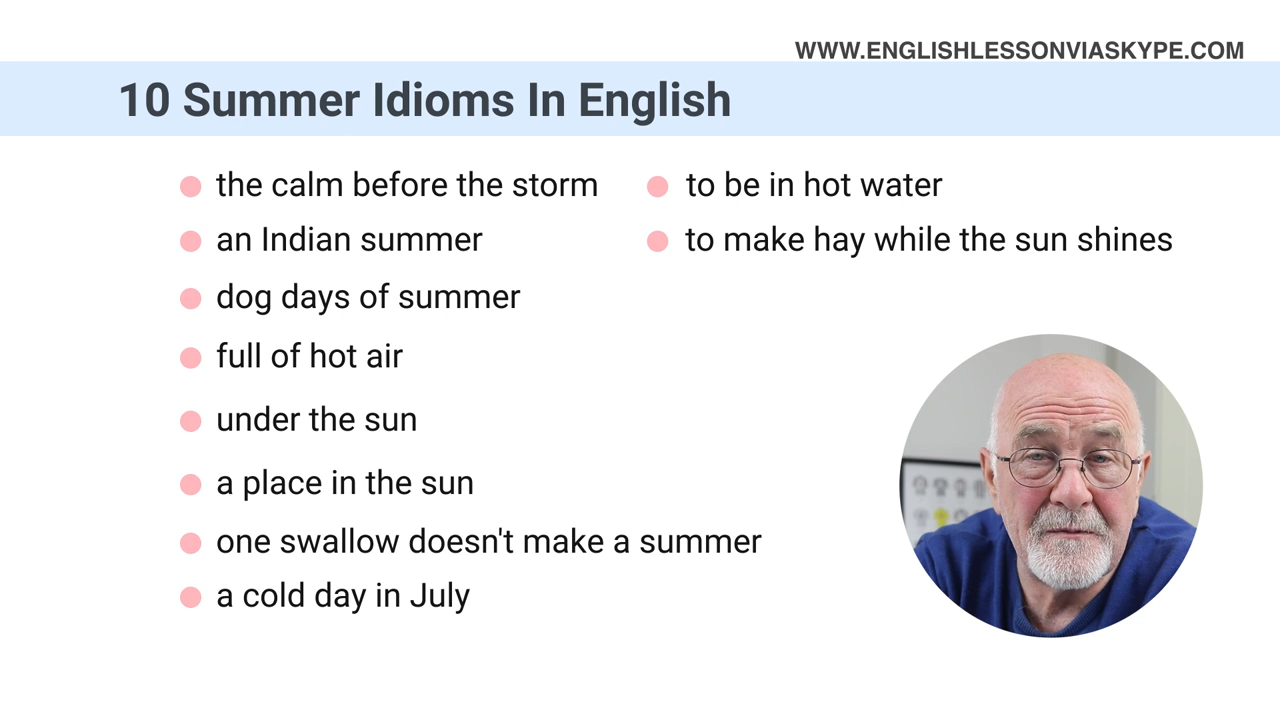 WWW.ENGLISHLESSONVIASKYPE.COM
10 Summer Idioms In English
the calm before the storm
an Indian summer
dog days of summer
full of hot air
under the sun
a place in the sun
one swallow doesn't make a summer
a cold day in July
to be in hot water
to make hay while the sun shines